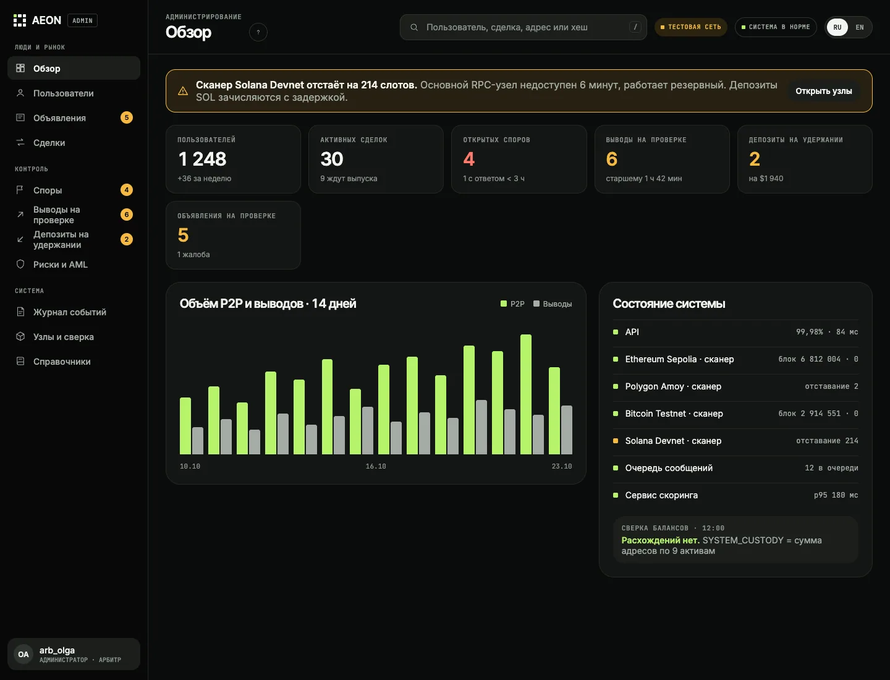 AEON ADMIN
ЛЮДИ И РЫНОК
Обзор
Пользователи
Объявления 5
Сделки
КОНТРОЛЬ
Споры 4
Выводы на
проверке 6
Депозиты на
удержании 2
Риски и AML
СИСТЕМА
Журнал событий
Узлы и сверка
Справочники
OA
arb_olga
АДМИНИСТРАТОР · АРБИТР
АДМИНИСТРИРОВАНИЕ
Обзор
?
Пользователь, сделка, адрес или хеш /
ТЕСТОВАЯ СЕТЬ
СИСТЕМА В НОРМЕ
RU EN
Сканер Solana Devnet отстаёт на 214 слотов. Основной RPC-узел недоступен 6 минут, работает резервный. Депозиты
SOL зачисляются с задержкой.
Открыть узлы
ПОЛЬЗОВАТЕЛЕЙ
1 248
+36 за неделю
АКТИВНЫХ СДЕЛОК
30
9 ждут выпуска
ОТКРЫТЫХ СПОРОВ
4
1 с ответом < 3 ч
ВЫВОДЫ НА ПРОВЕРКЕ
6
старшему 1 ч 42 мин
ДЕПОЗИТЫ НА УДЕРЖАНИИ
2
на $1 940
ОБЪЯВЛЕНИЯ НА ПРОВЕРКЕ
5
1 жалоба
Объём P2P и выводов · 14 дней
P2P Выводы
10.10 16.10 23.10
Состояние системы
API 99,98% · 84 мс
Ethereum Sepolia · сканер блок 6 812 004 · 0
Polygon Amoy · сканер отставание 2
Bitcoin Testnet · сканер блок 2 914 551 · 0
Solana Devnet · сканер отставание 214
Очередь сообщений 12 в очереди
Сервис скоринга p95 180 мс
СВЕРКА БАЛАНСОВ · 12:00
Расхождений нет. SYSTEM_CUSTODY = сумма
адресов по 9 активам